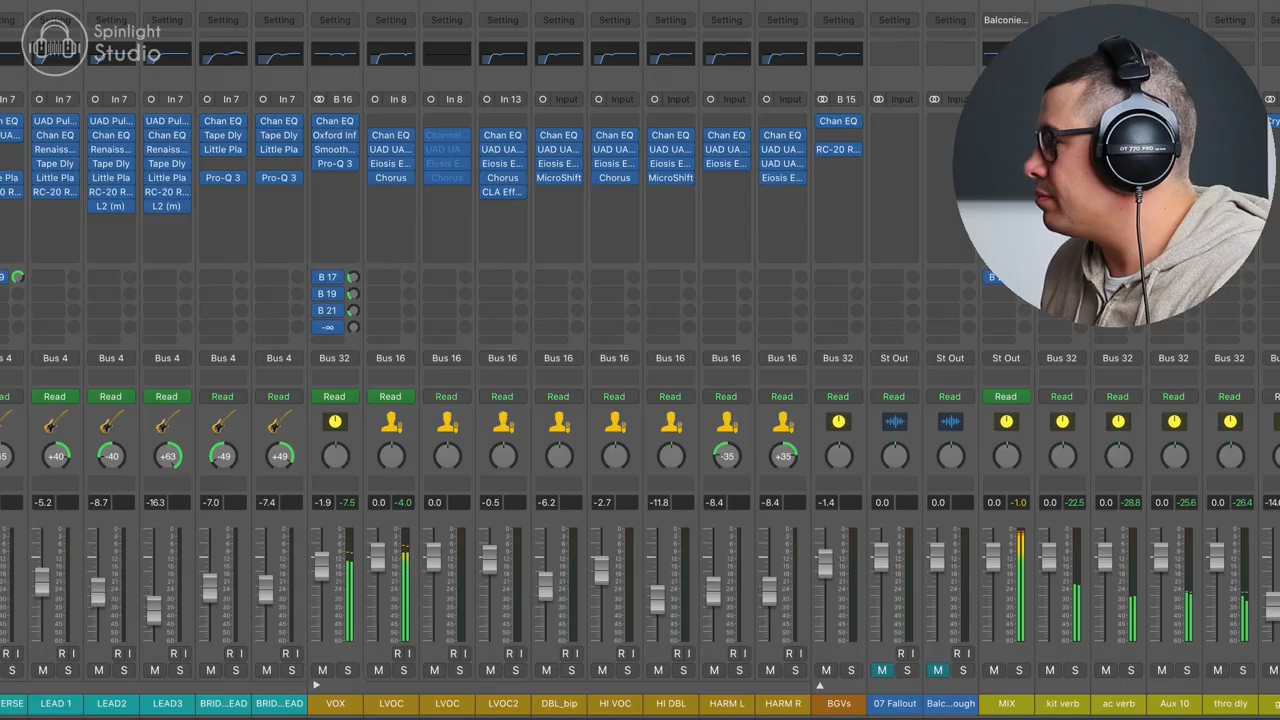 Spinlight
Studio
Setting Setting Setting Setting Setting Setting Setting Setting Setting Setting Setting Setting Setting Setting Balconie... Setting
In 7 In 7 In 7 In 7 In 7 In 7 B 16 In 8 In 8 In 13 Input Input Input Input Input B 15 Input Input
UAD Pul... UAD Pul... UAD Pul... Chan EQ Chan EQ Chan EQ Chan EQ
Chan EQ Chan EQ Chan EQ Tape Dly Tape Dly Oxford Inf Chan EQ Channel... Chan EQ Chan EQ Chan EQ Chan EQ Chan EQ Chan EQ
Renaiss... Renaiss... Renaiss... Little Pla Little Pla Smooth... UAD UA... UAD UA... UAD UA... UAD UA... UAD UA... UAD UA... UAD UA... UAD UA... RC-20 R...
Tape Dly Tape Dly Tape Dly Pro-Q 3 Eiosis E... Eiosis E... Eiosis E... Eiosis E... Eiosis E... Eiosis E... Eiosis E... UAD UA...
Little Pla Little Pla Little Pla Pro-Q 3 Pro-Q 3 Chorus Chorus Chorus MicroShift Chorus MicroShift Eiosis E...
RC-20 R... RC-20 R... RC-20 R... CLA Eff...
L2 (m) L2 (m)
DT 770 PRO
B 17
B 19
B 21
-∞
Bus 4 Bus 4 Bus 4 Bus 4 Bus 4 Bus 32 Bus 16 Bus 16 Bus 16 Bus 16 Bus 16 Bus 16 Bus 16 Bus 16 Bus 32 St Out St Out St Out Bus 32 Bus 32 Bus 32 Bus 32
Read Read Read Read Read Read Read Read Read Read Read Read Read Read Read Read Read Read Read Read Read Read
+40 -40 +63 -49 +49 -35 +35
-5.2 -8.7 -16.3 -7.0 -7.4 -1.9 -7.5 0.0 -4.0 0.0 -0.5 -6.2 -2.7 -11.8 -8.4 -8.4 -1.4 0.0 0.0 0.0 -1.0 0.0 -22.5 0.0 -28.8 0.0 -25.6 0.0 -26.4
R I R I R I R I R I R I R I R I R I R I R I R I R I R I R I
M S M S M S M S M S M S M S M S M S M S M S M S M S M S M S M S M S M S M S M S M S M S
ERSE LEAD 1 LEAD2 LEAD3 BRID...EAD BRID...EAD VOX LVOC LVOC LVOC2 DBL_bip HI VOC HI DBL HARM L HARM R BGVs 07 Fallout Balc...ough MIX kit verb ac verb Aux 10 thro dly